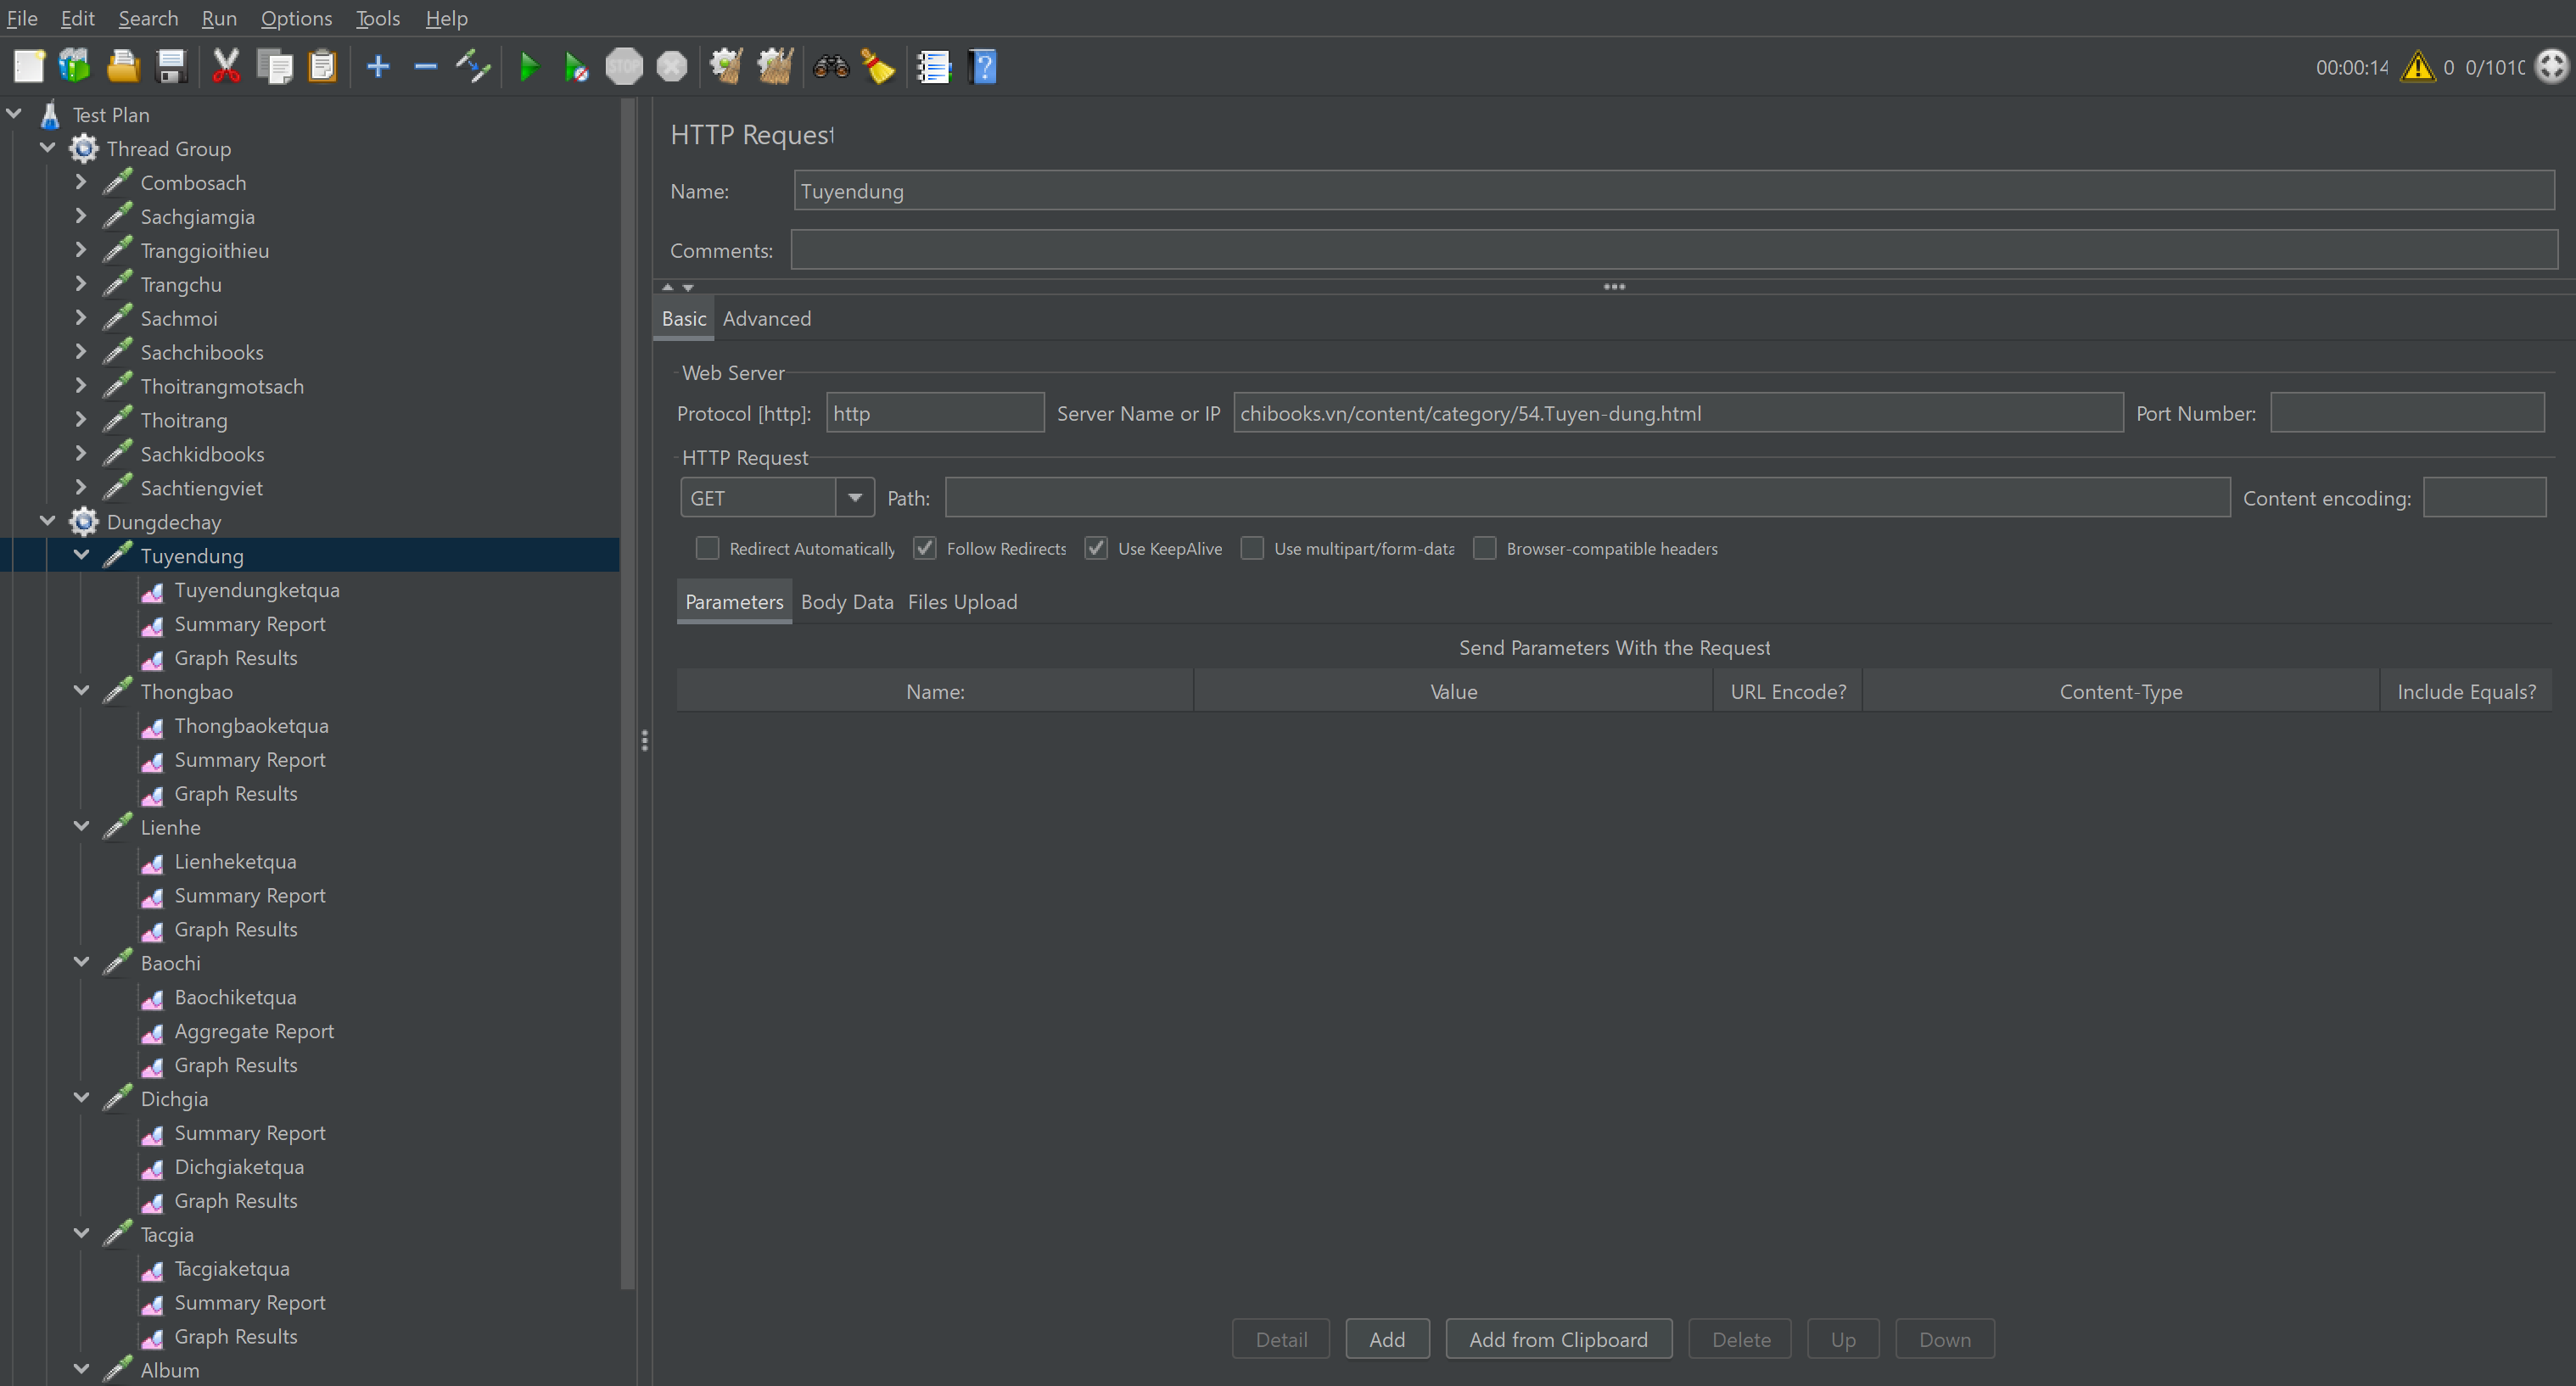 File Edit Search Run Options Tools Help
STOP
00:00:14 0 0/1010
Test Plan
Thread Group
Combosach
Sachgiamgia
Tranggioithieu
Trangchu
Sachmoi
Sachchibooks
Thoitrangmotsach
Thoitrang
Sachkidbooks
Sachtiengviet
Dungdechay
Tuyendung
Tuyendungketqua
Summary Report
Graph Results
Thongbao
Thongbaoketqua
Summary Report
Graph Results
Lienhe
Lienheketqua
Summary Report
Graph Results
Baochi
Baochiketqua
Aggregate Report
Graph Results
Dichgia
Summary Report
Dichgiaketqua
Graph Results
Tacgia
Tacgiaketqua
Summary Report
Graph Results
Album
HTTP Request
Name: Tuyendung
Comments:
Basic Advanced
Web Server
Protocol [http]: http Server Name or IP chibooks.vn/content/category/54.Tuyen-dung.html Port Number:
HTTP Request
GET Path: Content encoding:
Redirect Automatically Follow Redirects Use KeepAlive Use multipart/form-data Browser-compatible headers
Parameters Body Data Files Upload
Send Parameters With the Request
Name: Value URL Encode? Content-Type Include Equals?
Detail Add Add from Clipboard Delete Up Down